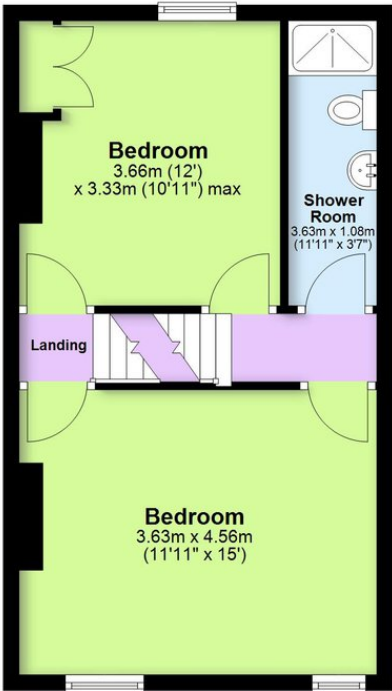 Bedroom
3.66m (12')
x 3.33m (10'11") max
Shower
Room
3.63m x 1.08m
(11'11" x 3'7")
Landing
Bedroom
3.63m x 4.56m
(11'11" x 15')